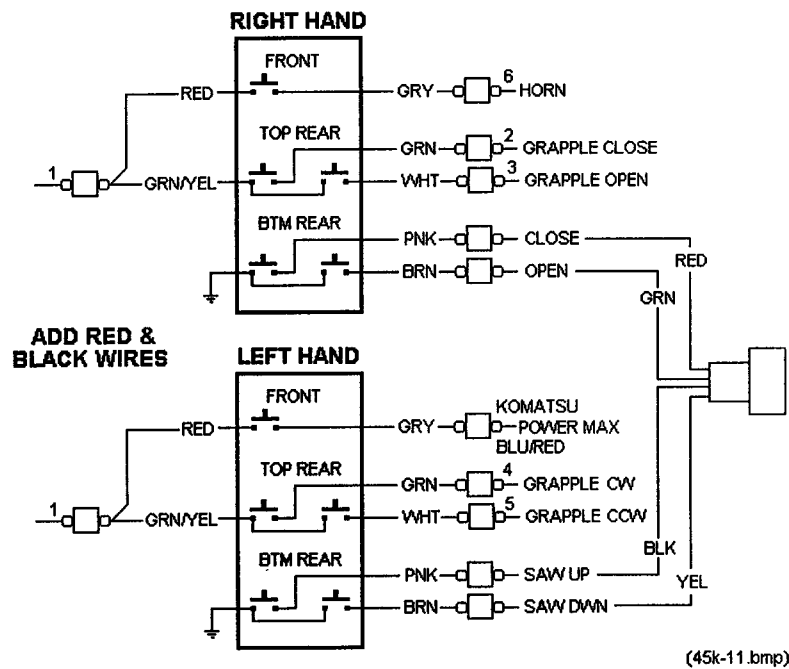 RIGHT HAND
FRONT
RED
GRY
6
HORN
TOP REAR
GRN
2
GRAPPLE CLOSE
1
GRN/YEL
WHT
3
GRAPPLE OPEN
BTM REAR
PNK
CLOSE
RED
BRN
OPEN
GRN
ADD RED &
BLACK WIRES
LEFT HAND
FRONT
RED
GRY
KOMATSU
POWER MAX
BLU/RED
TOP REAR
GRN
4
GRAPPLE CW
1
GRN/YEL
WHT
5
GRAPPLE CCW
BTM REAR
BLK
PNK
SAW UP
YEL
BRN
SAW DWN
(45k-11.bmp)